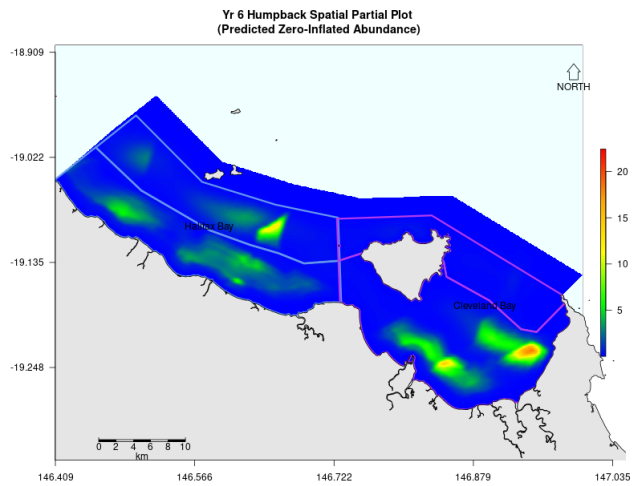 Yr 6 Humpback Spatial Partial Plot
(Predicted Zero-Inflated Abundance)
-18.909
NORTH
-19.022
20
15
Halifax Bay
-19.135
10
Cleveland Bay
5
-19.248
0 2 4 6 8 10
km
146.409 146.566 146.722 146.879 147.035